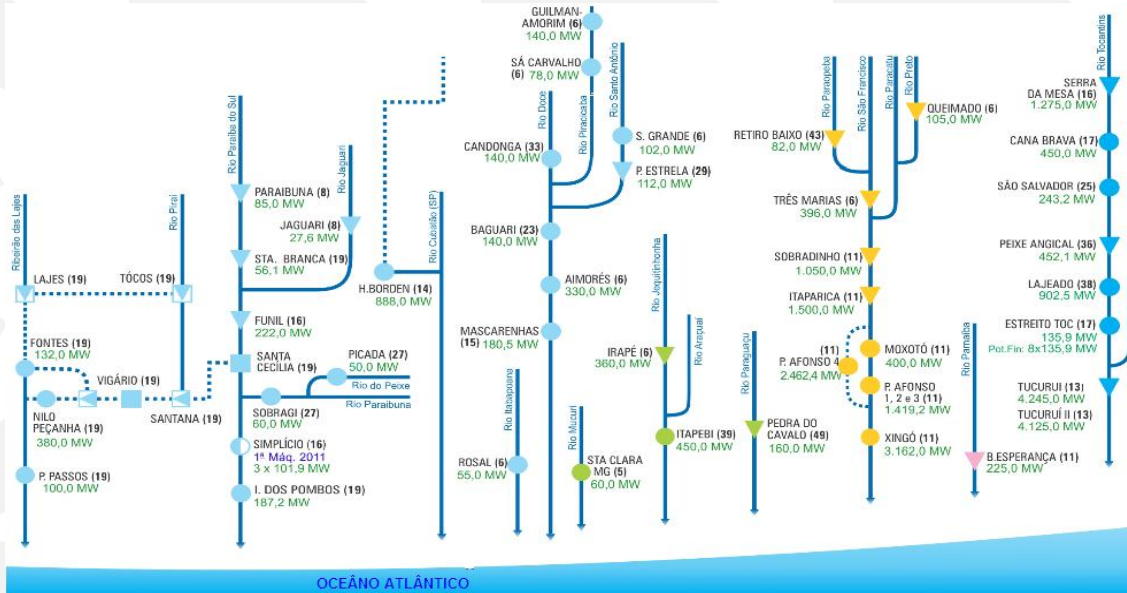 Ribeirão das Lajes
LAJES (19)
FONTES (19)
132,0 MW
NILO
PEÇANHA (19)
380,0 MW
P. PASSOS (19)
100,0 MW
VIGÁRIO (19)
Rio Piraí
TÓCOS (19)
SANTANA (19)
Rio Paraíba do Sul
PARAIBUNA (8)
85,0 MW
Rio Jaguari
JAGUARI (8)
27,6 MW
STA. BRANCA (19)
56,1 MW
FUNIL (16)
222,0 MW
SANTA
CECÍLIA (19)
PICADA (27)
50,0 MW
Rio do Peixe
Rio Paraibuna
SOBRAGI (27)
60,0 MW
SIMPLÍCIO (16)
1ª Máq. 2011
3 x 101,9 MW
I. DOS POMBOS (19)
187,2 MW
Rio Cubatão (SP)
H.BORDEN (14)
888,0 MW
GUILMAN-
AMORIM (6)
140,0 MW
SÁ CARVALHO
(6) 78,0 MW
Rio Piracicaba
Rio Santo Antônio
Rio Doce
CANDONGA (33)
140,0 MW
S. GRANDE (6)
102,0 MW
P. ESTRELA (29)
112,0 MW
BAGUARI (23)
140,0 MW
AIMORÉS (6)
330,0 MW
MASCARENHAS
(15) 180,5 MW
Rio Itabapoana
ROSAL (6)
55,0 MW
Rio Mucuri
STA CLARA
MG (5)
60,0 MW
Rio Jequitinhonha
Rio Araçuaí
IRAPÉ (6)
360,0 MW
ITAPEBI (39)
450,0 MW
Rio Paraguaçu
PEDRA DO
CAVALO (49)
160,0 MW
Rio Paraopeba
Rio São Francisco
Rio Paracatu
Rio Preto
RETIRO BAIXO (43)
82,0 MW
QUEIMADO (6)
105,0 MW
TRÊS MARIAS (6)
396,0 MW
SOBRADINHO (11)
1.050,0 MW
ITAPARICA (11)
1.500,0 MW
(11)
P. AFONSO 4
2.462,4 MW
MOXOTÓ (11)
400,0 MW
P. AFONSO
1, 2 e 3 (11)
1.419,2 MW
XINGÓ (11)
3.162,0 MW
Rio Parnaíba
B.ESPERANÇA (11)
225,0 MW
Rio Tocantins
SERRA
DA MESA (16)
1.275,0 MW
CANA BRAVA (17)
450,0 MW
SÃO SALVADOR (25)
243,2 MW
PEIXE ANGICAL (36)
452,1 MW
LAJEADO (38)
902,5 MW
ESTREITO TOC (17)
135,9 MW
Pot.Fin: 8x135,9 MW
TUCURUI (13)
4.245,0 MW
TUCURUÍ II (13)
4.125,0 MW
OCEÂNO ATLÂNTICO